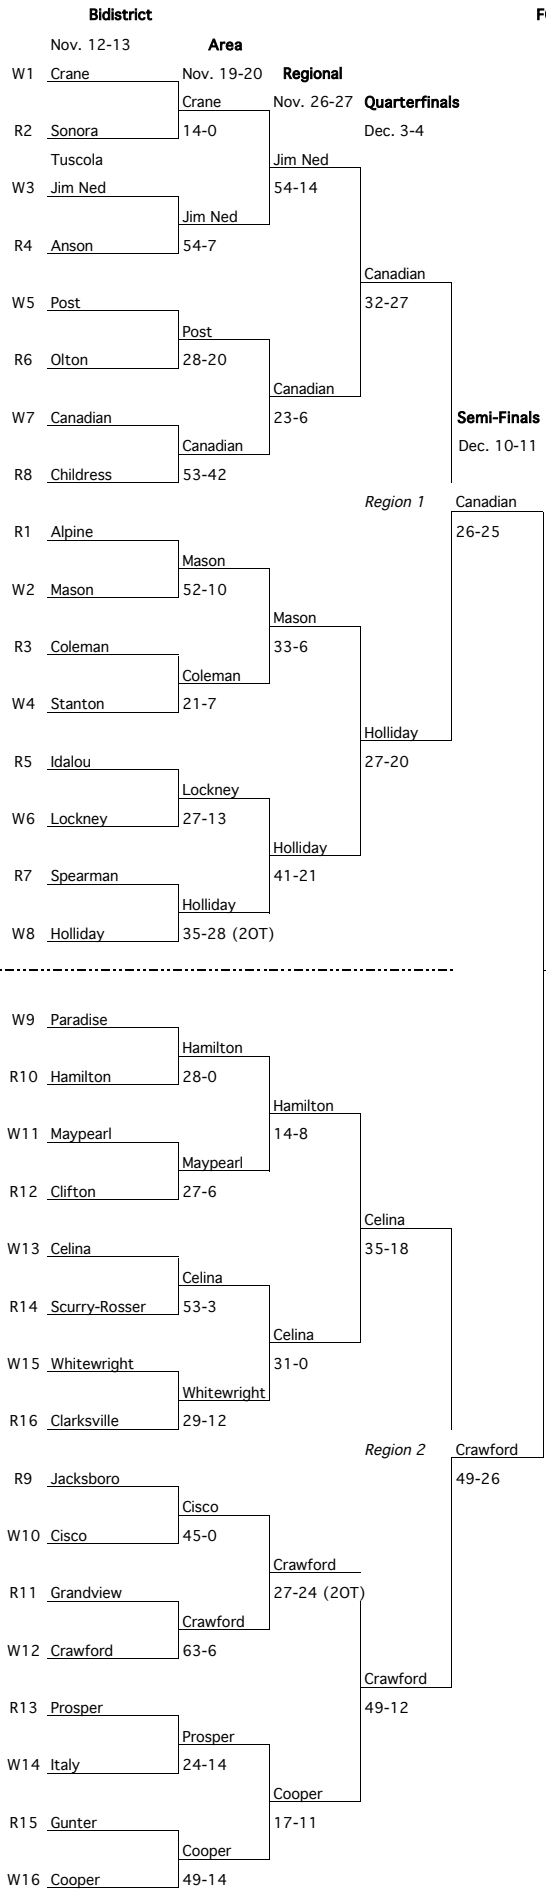 Bidistrict F
Nov. 12-13 Area
W1 Crane Nov. 19-20 Regional
Crane Nov. 26-27 Quarterfinals
R2 Sonora 14-0 Dec. 3-4
Tuscola Jim Ned
W3 Jim Ned 54-14
Jim Ned
R4 Anson 54-7
Canadian
W5 Post 32-27
Post
R6 Olton 28-20
Canadian
W7 Canadian 23-6 Semi-Finals
Canadian Dec. 10-11
R8 Childress 53-42
Region 1 Canadian
R1 Alpine 26-25
Mason
W2 Mason 52-10
Mason
R3 Coleman 33-6
Coleman
W4 Stanton 21-7
Holliday
R5 Idalou 27-20
Lockney
W6 Lockney 27-13
Holliday
R7 Spearman 41-21
Holliday
W8 Holliday 35-28 (2OT)
W9 Paradise
Hamilton
R10 Hamilton 28-0
Hamilton
W11 Maypearl 14-8
Maypearl
R12 Clifton 27-6
Celina
W13 Celina 35-18
Celina
R14 Scurry-Rosser 53-3
Celina
W15 Whitewright 31-0
Whitewright
R16 Clarksville 29-12
Region 2 Crawford
R9 Jacksboro 49-26
Cisco
W10 Cisco 45-0
Crawford
R11 Grandview 27-24 (2OT)
Crawford
W12 Crawford 63-6
Crawford
R13 Prosper 49-12
Prosper
W14 Italy 24-14
Cooper
R15 Gunter 17-11
Cooper
W16 Cooper 49-14